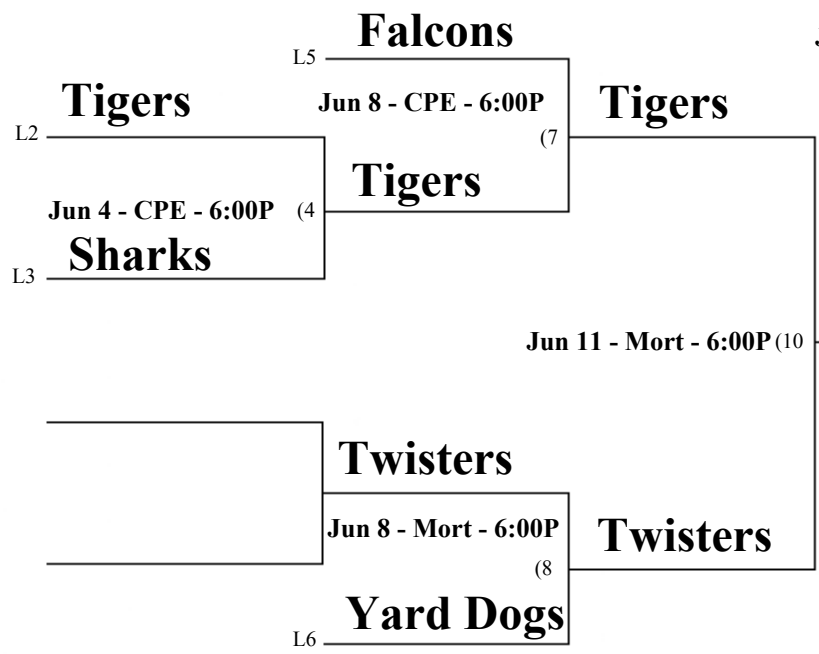 Falcons
L5
Tigers
Jun 8 - CPE - 6:00P
Tigers
L2
(7
Tigers
Jun 4 - CPE - 6:00P
(4
Sharks
L3
Jun 11 - Mort - 6:00P (10
Twisters
Jun 8 - Mort - 6:00P
Twisters
(8
Yard Dogs
L6